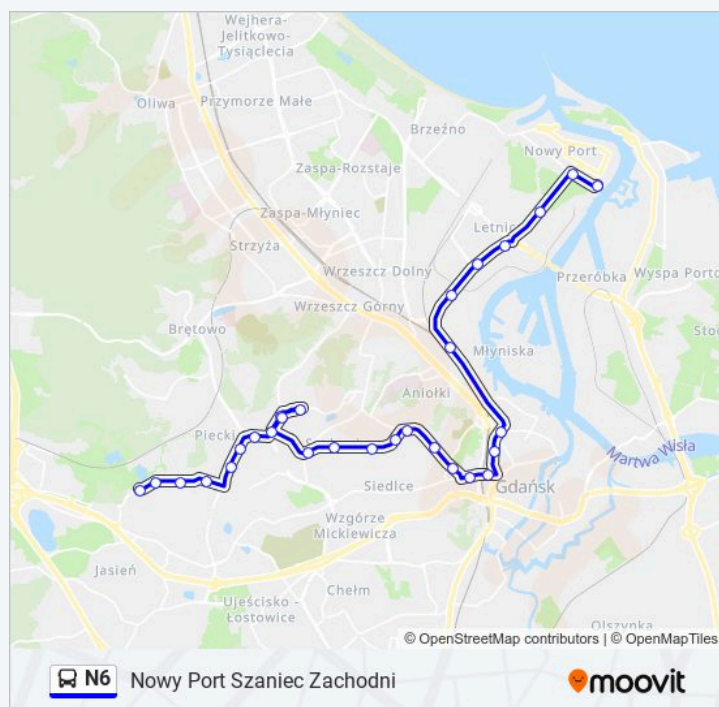 Wejhera-
Jelitkowo-
Tysiąclecia
Oliwa
Przymorze Małe
Brzeźno
Nowy Port
Zaspa-Rozstaje
Zaspa-Młyniec
Letnica
Strzyża
Wrzeszcz Dolny
Przeróbka
Wyspa Porto
Wrzeszcz Górny
Brętowo
Młyniska
Stoc
Aniołki
Piecki
Martwa Wisła
Siedlce
Gdańsk
Wzgórze
Mickiewicza
Jasień
Chełm
Ujeścisko -
Łostowice
Olszynka
© OpenStreetMap contributors | © OpenMapTiles
N6 Nowy Port Szaniec Zachodni
moovit